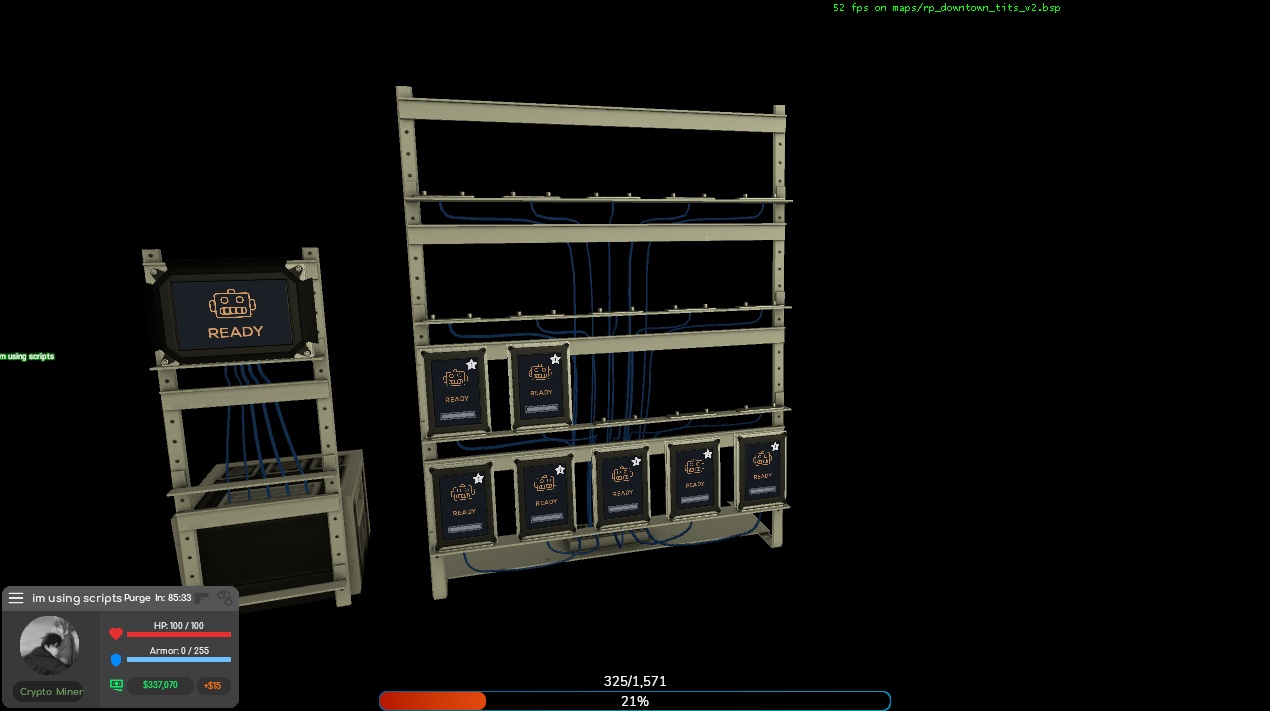 52 fps on maps/rp_downtown_tits_v2.bsp
READY
READY
READY
m using scripts
READY
READY
READY
READY
READY
im using scripts Purge In: 85:33
HP: 100 / 100
Armor: 0 / 255
$337,070 +$15
Crypto Miner
325/1,571
21%